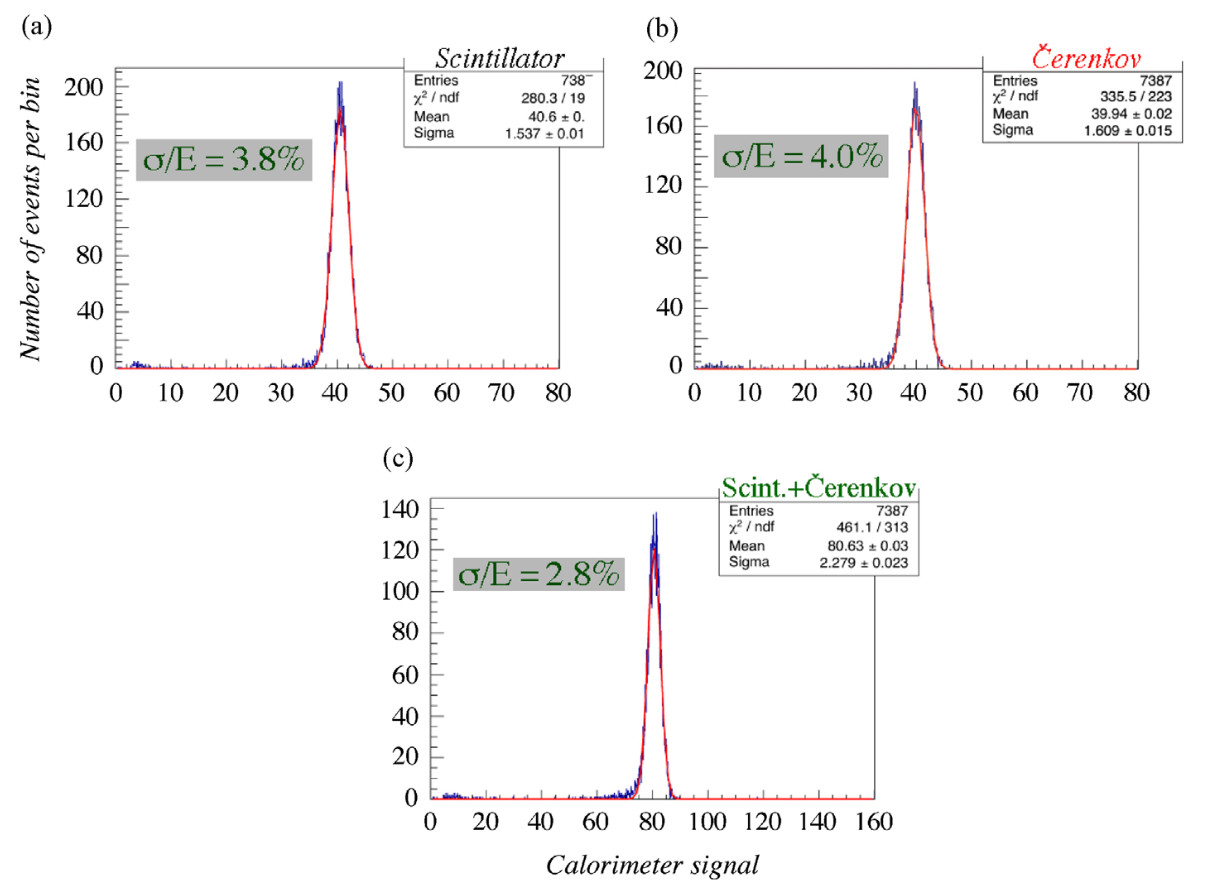 (a)
Scintillator
Entries 738
χ² / ndf 280.3 / 19
Mean 40.6 ± 0.
Sigma 1.537 ± 0.01
σ/E = 3.8%
Number of events per bin
200
160
120
80
40
0
0 10 20 30 40 50 60 70 80
(b)
Čerenkov
Entries 7387
χ² / ndf 335.5 / 223
Mean 39.94 ± 0.02
Sigma 1.609 ± 0.015
σ/E = 4.0%
200
160
120
80
40
0
0 10 20 30 40 50 60 70 80
(c)
Scint.+Čerenkov
Entries 7387
χ² / ndf 461.1 / 313
Mean 80.63 ± 0.03
Sigma 2.279 ± 0.023
σ/E = 2.8%
140
120
100
80
60
40
20
0
0 20 40 60 80 100 120 140 160
Calorimeter signal